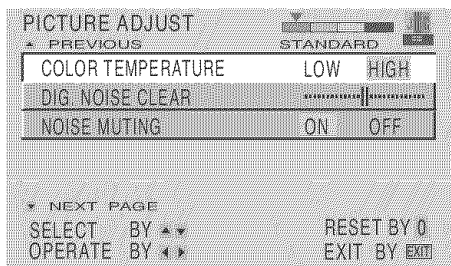 PICTURE ADJUST
▲ PREVIOUS STANDARD
COLOR TEMPERATURE LOW HIGH
DIG. NOISE CLEAR
NOISE MUTING ON OFF
▼ NEXT PAGE
SELECT BY ▲▼ RESET BY 0
OPERATE BY ◀▶ EXIT BY EXIT